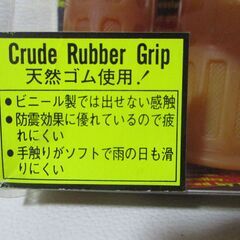 Crude Rubber Grip
天然ゴム使用!
●ビニール製では出せない感触
●防震効果に優れているので疲
れにくい
●手触りがソフトで雨の日も滑
りにくい